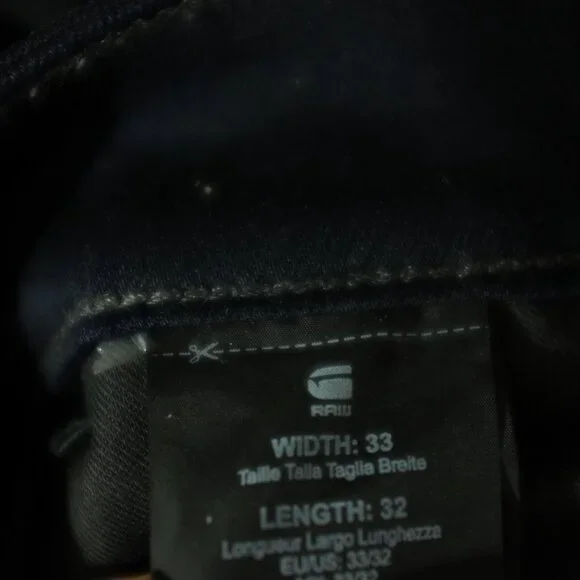 RAW
WIDTH: 33
Taille Talla Taglia Breite
LENGTH: 32
Longueur Largo Lunghezza
EU/US: 33/32